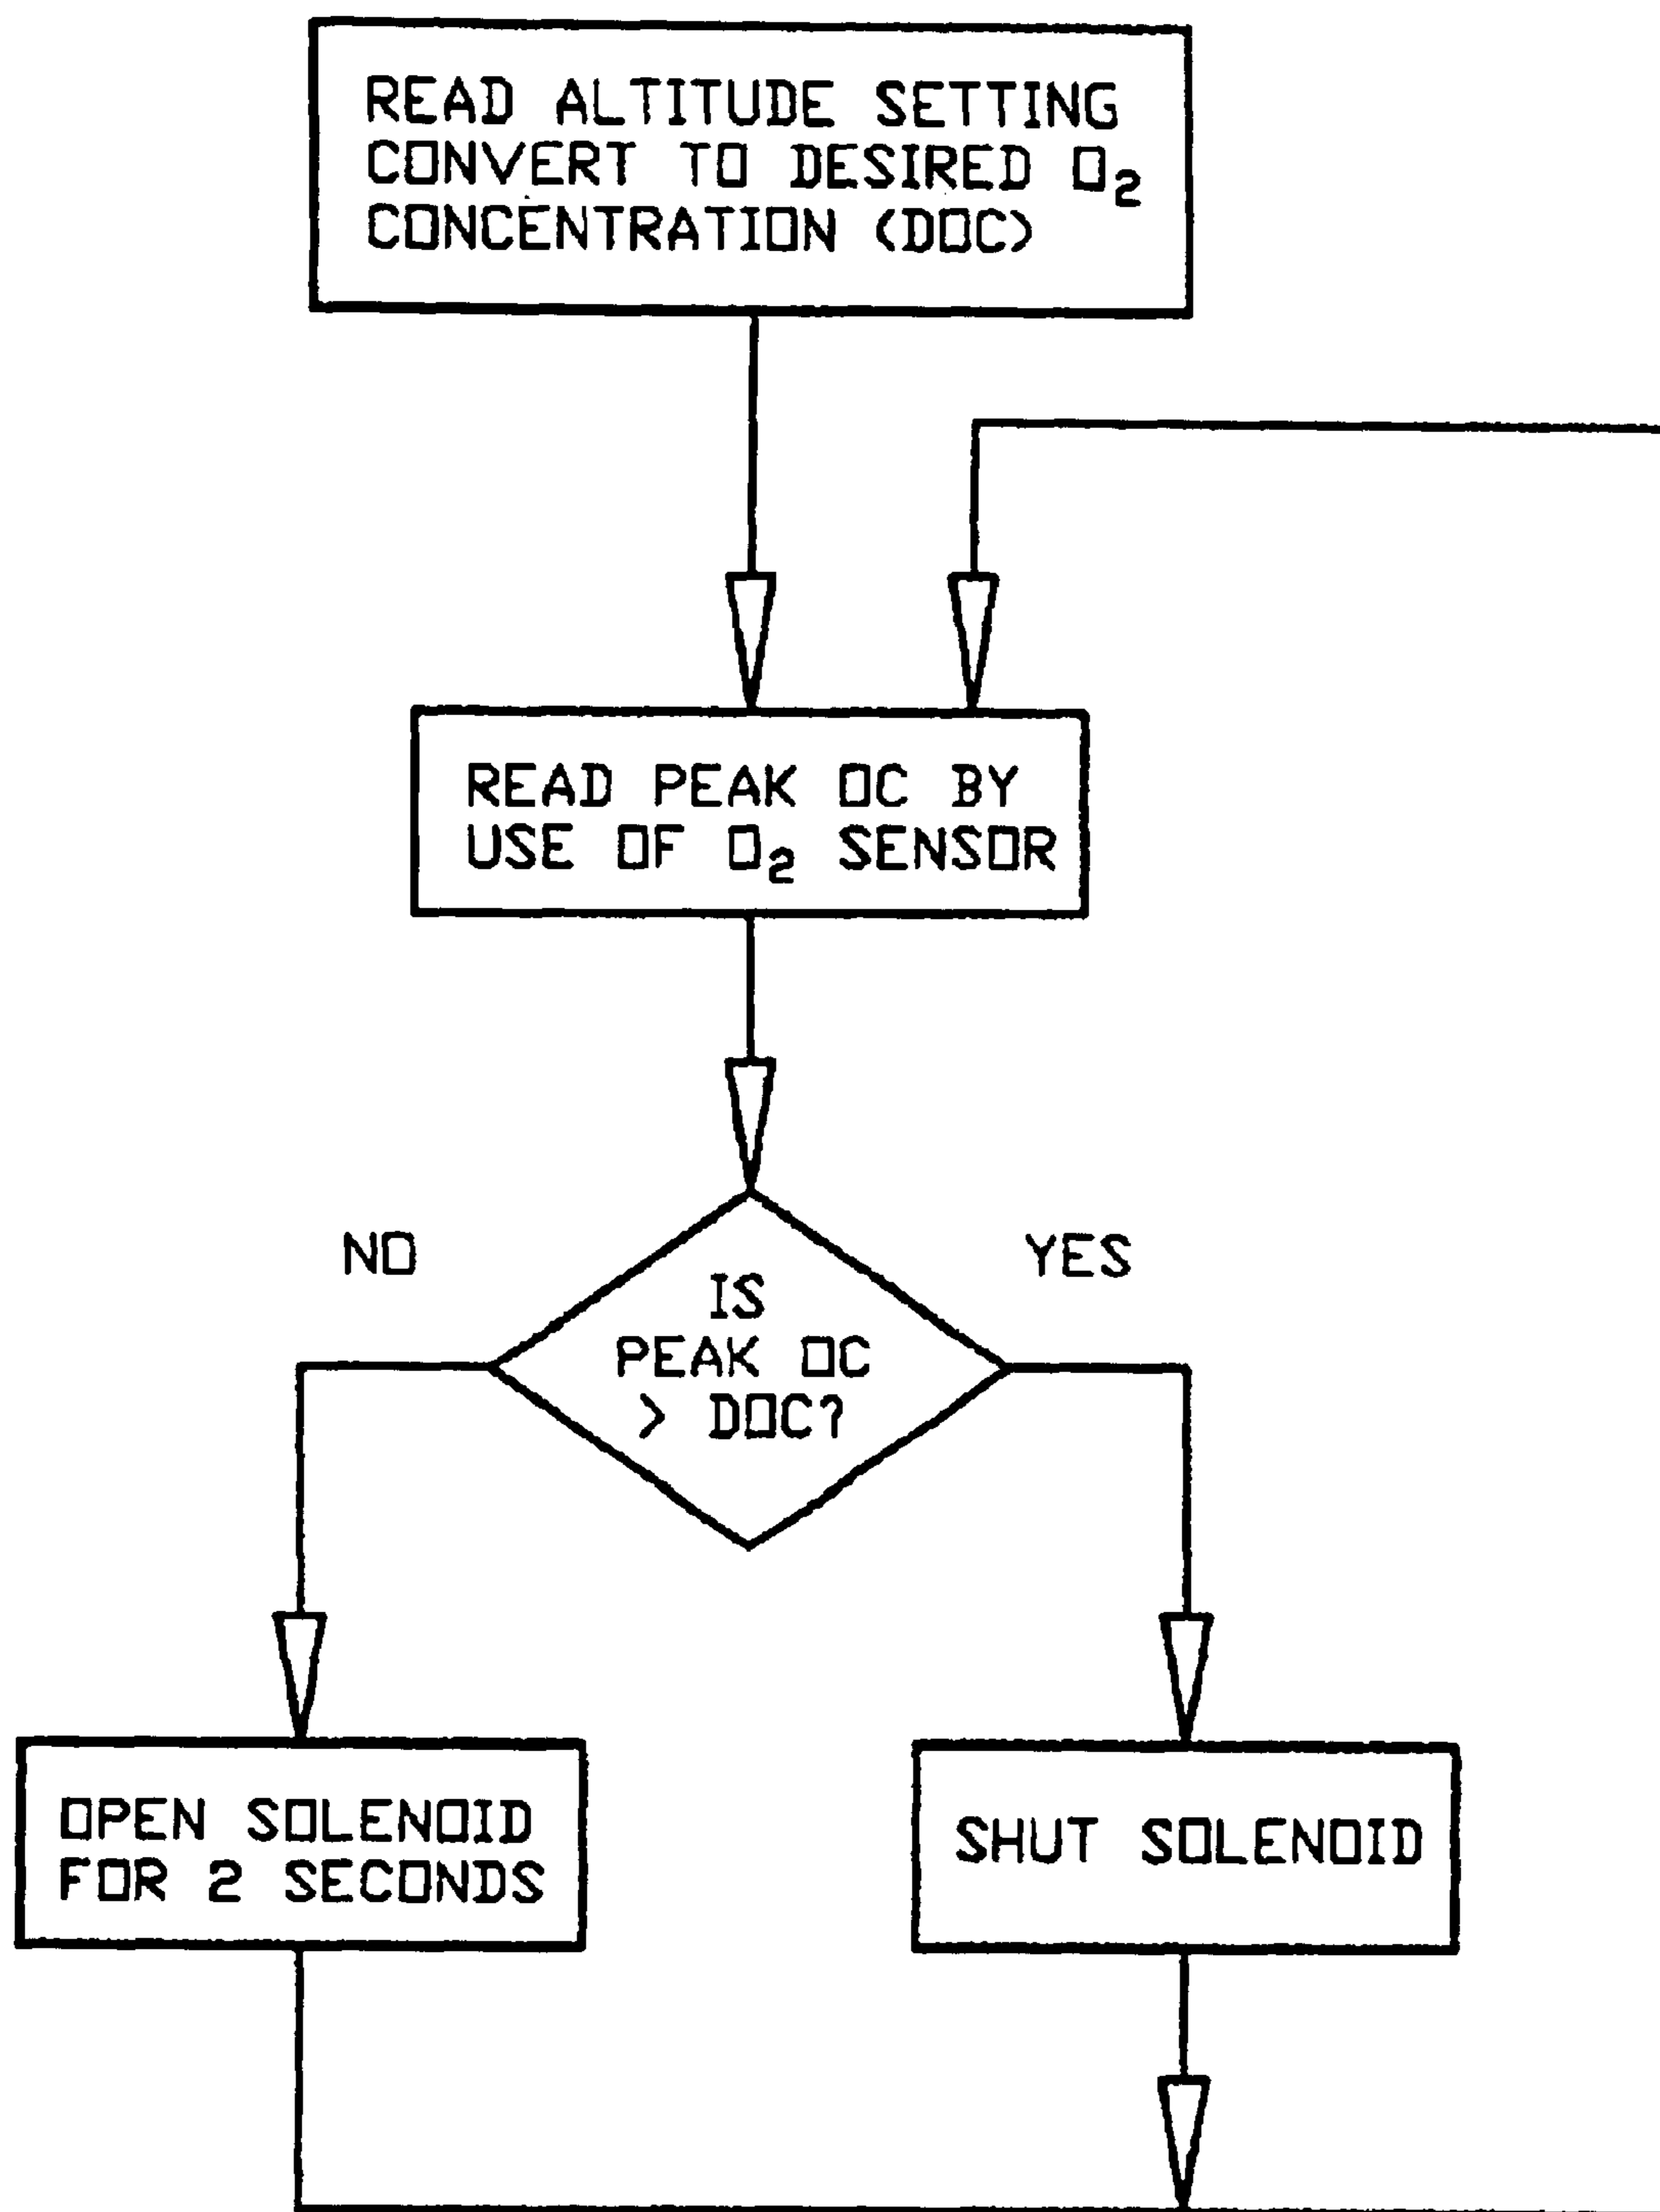 READ ALTITUDE SETTING
CONVERT TO DESIRED O₂
CONCENTRATION (DOC)
READ PEAK OC BY
USE OF O₂ SENSOR
NO
YES
IS
PEAK OC
> DOC?
OPEN SOLENOID
FOR 2 SECONDS
SHUT SOLENOID